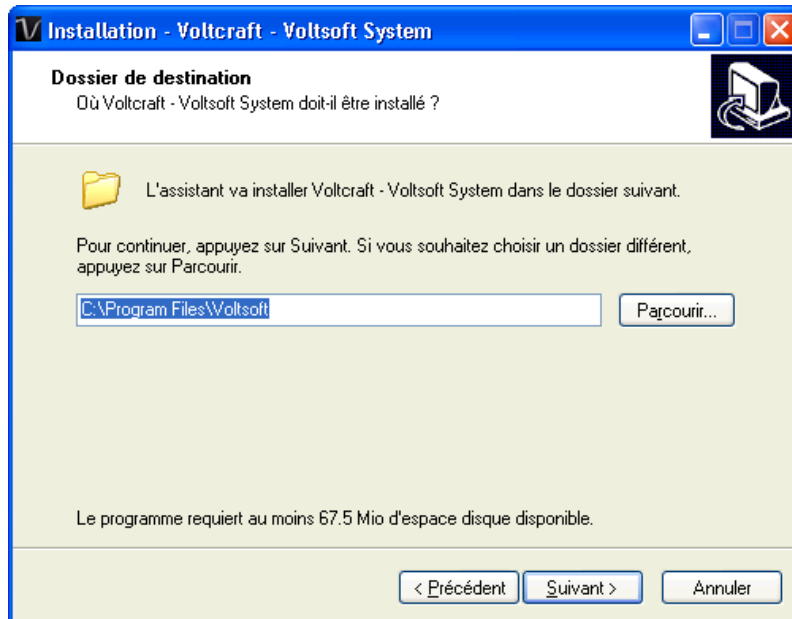 Installation - Voltcraft - Voltsoft System
Dossier de destination
Où Voltcraft - Voltsoft System doit-il être installé ?
L'assistant va installer Voltcraft - Voltsoft System dans le dossier suivant.
Pour continuer, appuyez sur Suivant. Si vous souhaitez choisir un dossier différent,
appuyez sur Parcourir.
C:\Program Files\Voltsoft
Parcourir...
Le programme requiert au moins 67.5 Mio d'espace disque disponible.
< Précédent
Suivant >
Annuler